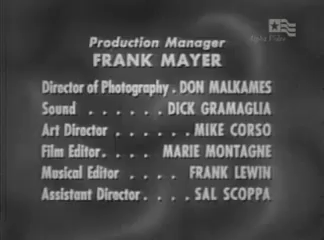 Production Manager
FRANK MAYER
Director of Photography . DON MALKAMES
Sound . . . . . . DICK GRAMAGLIA
Art Director . . . . . . MIKE CORSO
Film Editor. . . . MARIE MONTAGNE
Musical Editor . . . . FRANK LEWIN
Assistant Director. . . . SAL SCOPPA